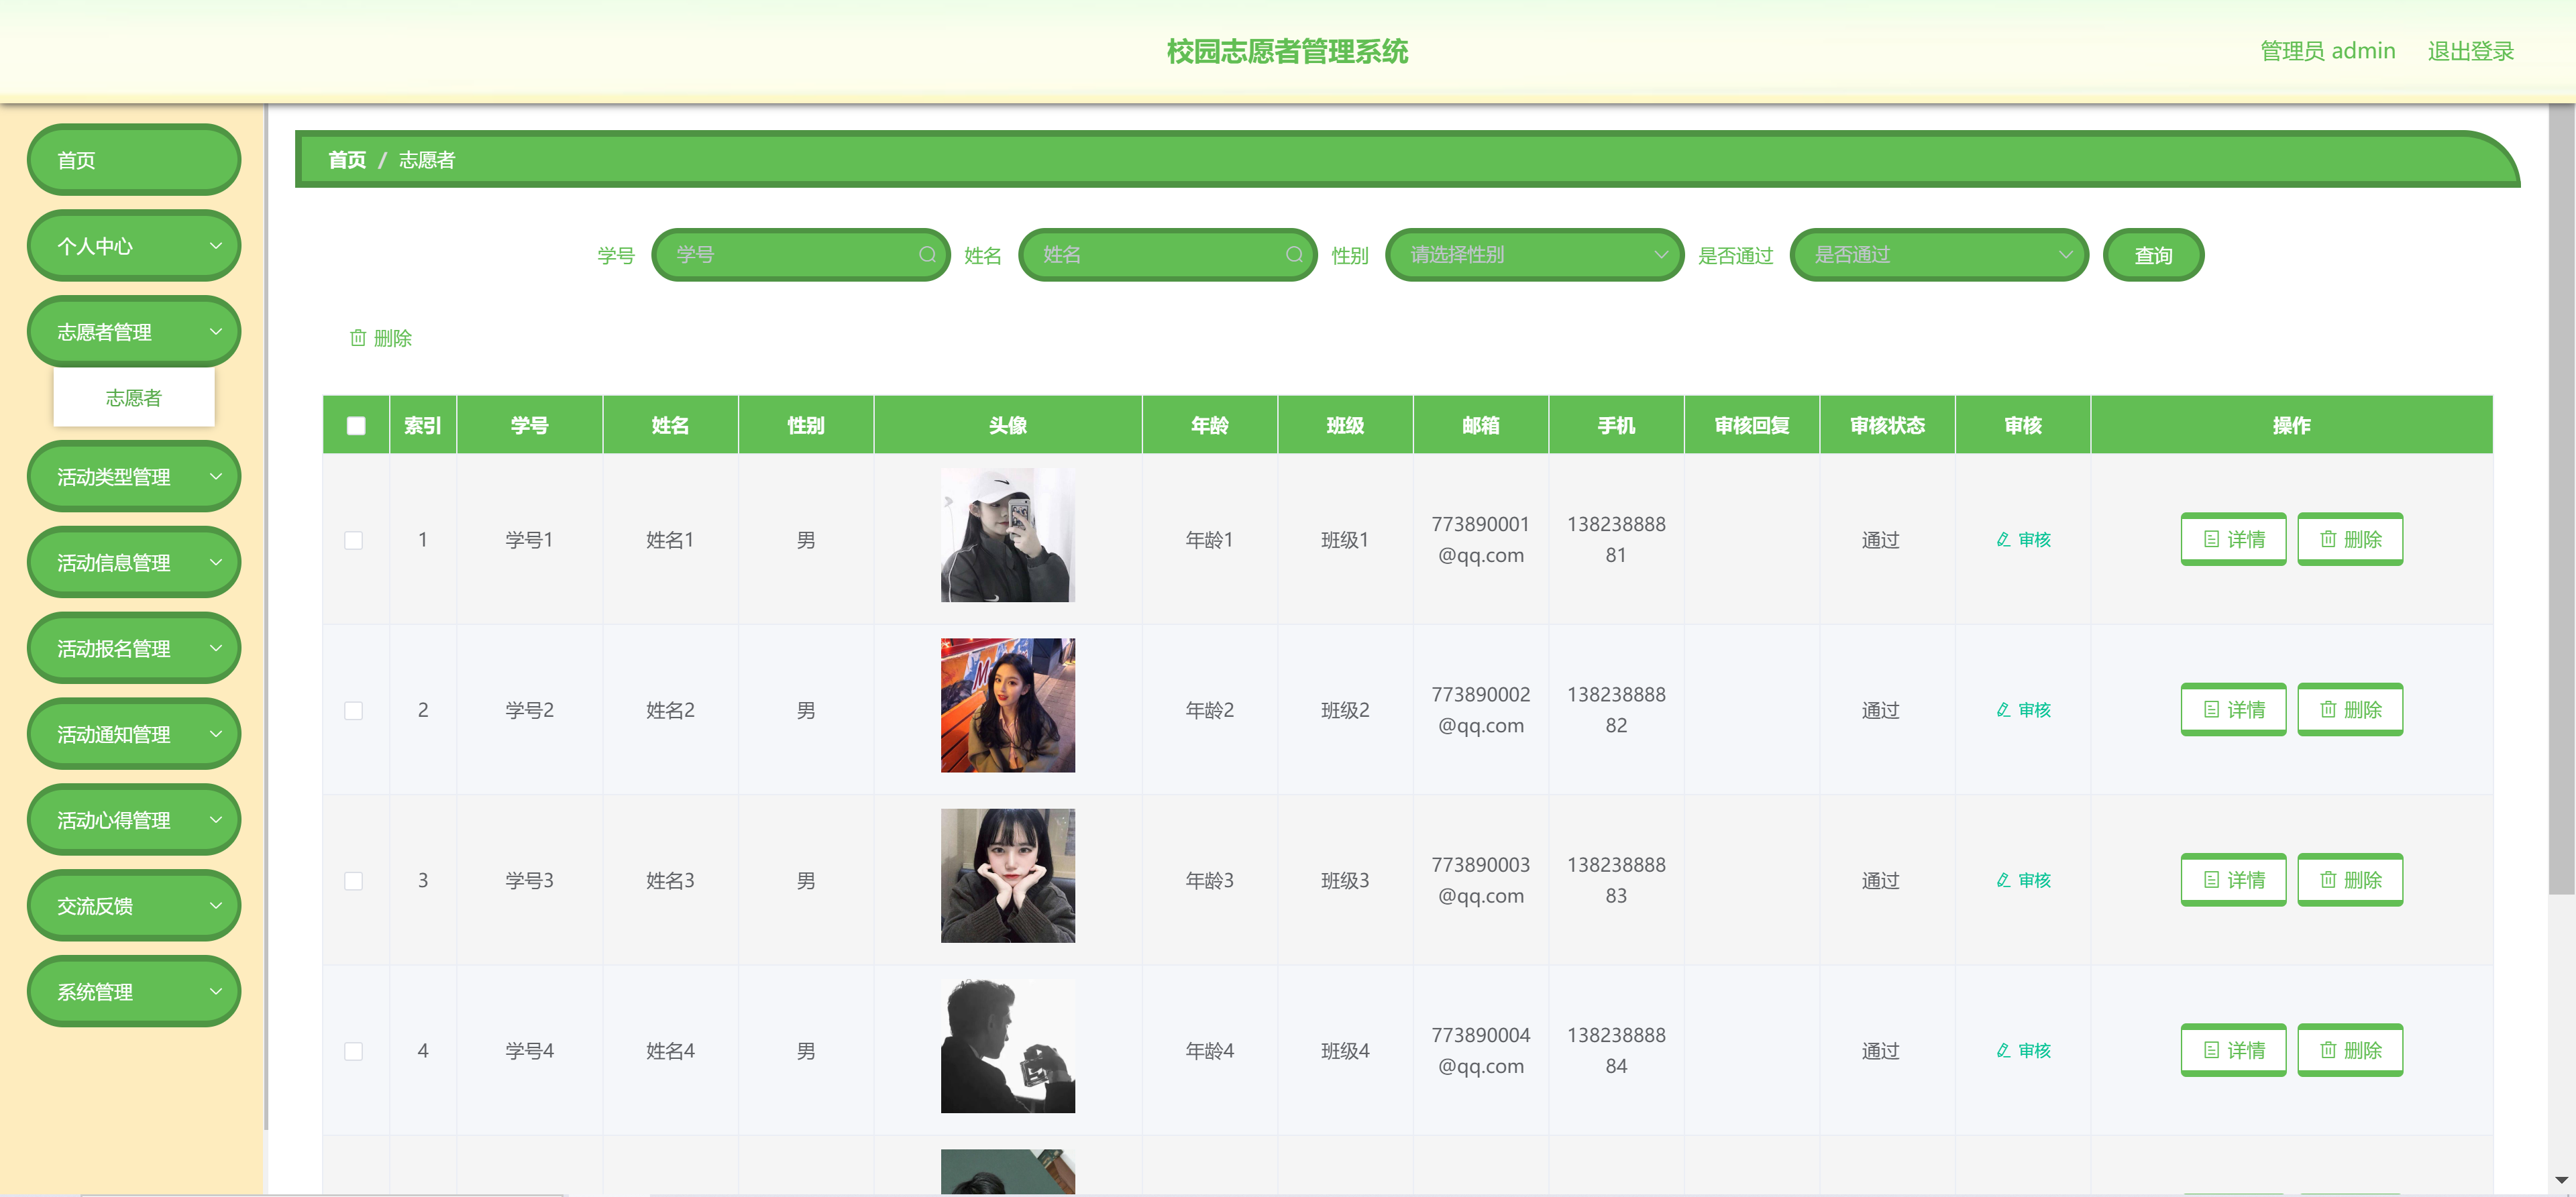 校园志愿者管理系统
管理员 admin 退出登录
首页
个人中心
志愿者管理
志愿者
活动类型管理
活动信息管理
活动报名管理
活动通知管理
活动心得管理
交流反馈
系统管理
首页 / 志愿者
学号 学号 姓名 姓名 性别 请选择性别 是否通过 是否通过 查询
删除
索引 学号 姓名 性别 头像 年龄 班级 邮箱 手机 审核回复 审核状态 审核 操作
1 学号1 姓名1 男 年龄1 班级1 773890001 138238888 通过 审核 详情 删除
@qq.com 81
2 学号2 姓名2 男 年龄2 班级2 773890002 138238888 通过 审核 详情 删除
@qq.com 82
3 学号3 姓名3 男 年龄3 班级3 773890003 138238888 通过 审核 详情 删除
@qq.com 83
4 学号4 姓名4 男 年龄4 班级4 773890004 138238888 通过 审核 详情 删除
@qq.com 84